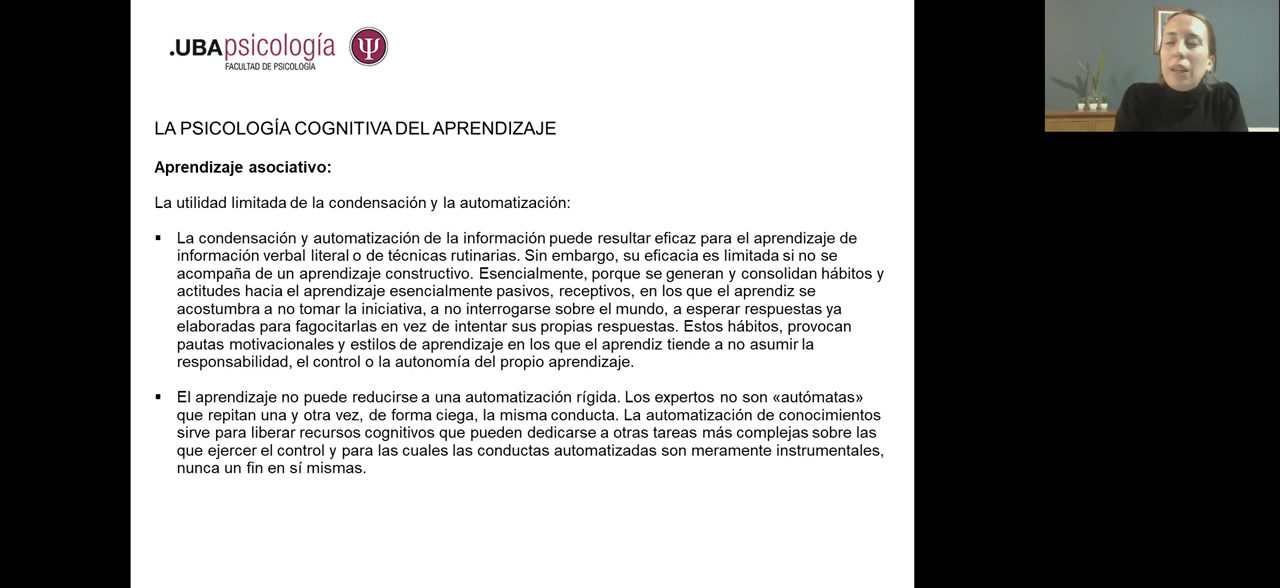 .UBApsicología
FACULTAD DE PSICOLOGÍA
LA PSICOLOGÍA COGNITIVA DEL APRENDIZAJE
Aprendizaje asociativo:
La utilidad limitada de la condensación y la automatización:
▪ La condensación y automatización de la información puede resultar eficaz para el aprendizaje de
información verbal literal o de técnicas rutinarias. Sin embargo, su eficacia es limitada si no se
acompaña de un aprendizaje constructivo. Esencialmente, porque se generan y consolidan hábitos y
actitudes hacia el aprendizaje esencialmente pasivos, receptivos, en los que el aprendiz se
acostumbra a no tomar la iniciativa, a no interrogarse sobre el mundo, a esperar respuestas ya
elaboradas para fagocitarlas en vez de intentar sus propias respuestas. Estos hábitos, provocan
pautas motivacionales y estilos de aprendizaje en los que el aprendiz tiende a no asumir la
responsabilidad, el control o la autonomía del propio aprendizaje.
▪ El aprendizaje no puede reducirse a una automatización rígida. Los expertos no son «autómatas»
que repitan una y otra vez, de forma ciega, la misma conducta. La automatización de conocimientos
sirve para liberar recursos cognitivos que pueden dedicarse a otras tareas más complejas sobre las
que ejercer el control y para las cuales las conductas automatizadas son meramente instrumentales,
nunca un fin en sí mismas.